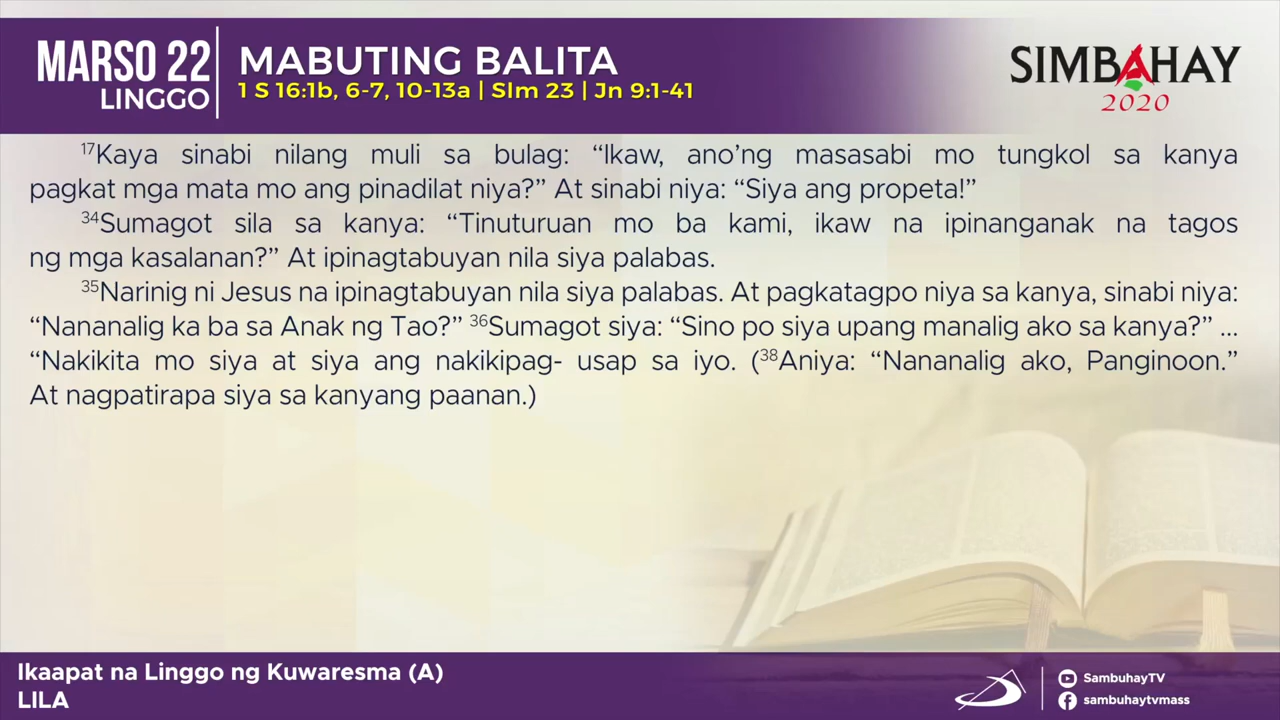 MARSO 22
LINGGO
MABUTING BALITA
1 S 16:1b, 6-7, 10-13a | Slm 23 | Jn 9:1-41
SIMBAHAY
2020
¹⁷Kaya sinabi nilang muli sa bulag: “Ikaw, ano’ng masasabi mo tungkol sa kanya
pagkat mga mata mo ang pinadilat niya?” At sinabi niya: “Siya ang propeta!”
³⁴Sumagot sila sa kanya: “Tinuturuan mo ba kami, ikaw na ipinanganak na tagos
ng mga kasalanan?” At ipinagtabuyan nila siya palabas.
³⁵Narinig ni Jesus na ipinagtabuyan nila siya palabas. At pagkatagpo niya sa kanya, sinabi niya:
“Nananalig ka ba sa Anak ng Tao?” ³⁶Sumagot siya: “Sino po siya upang manalig ako sa kanya?” ...
“Nakikita mo siya at siya ang nakikipag- usap sa iyo. (³⁸Aniya: “Nananalig ako, Panginoon.”
At nagpatirapa siya sa kanyang paanan.)
Ikaapat na Linggo ng Kuwaresma (A)
LILA
SambuhayTV
sambuhaytvmass